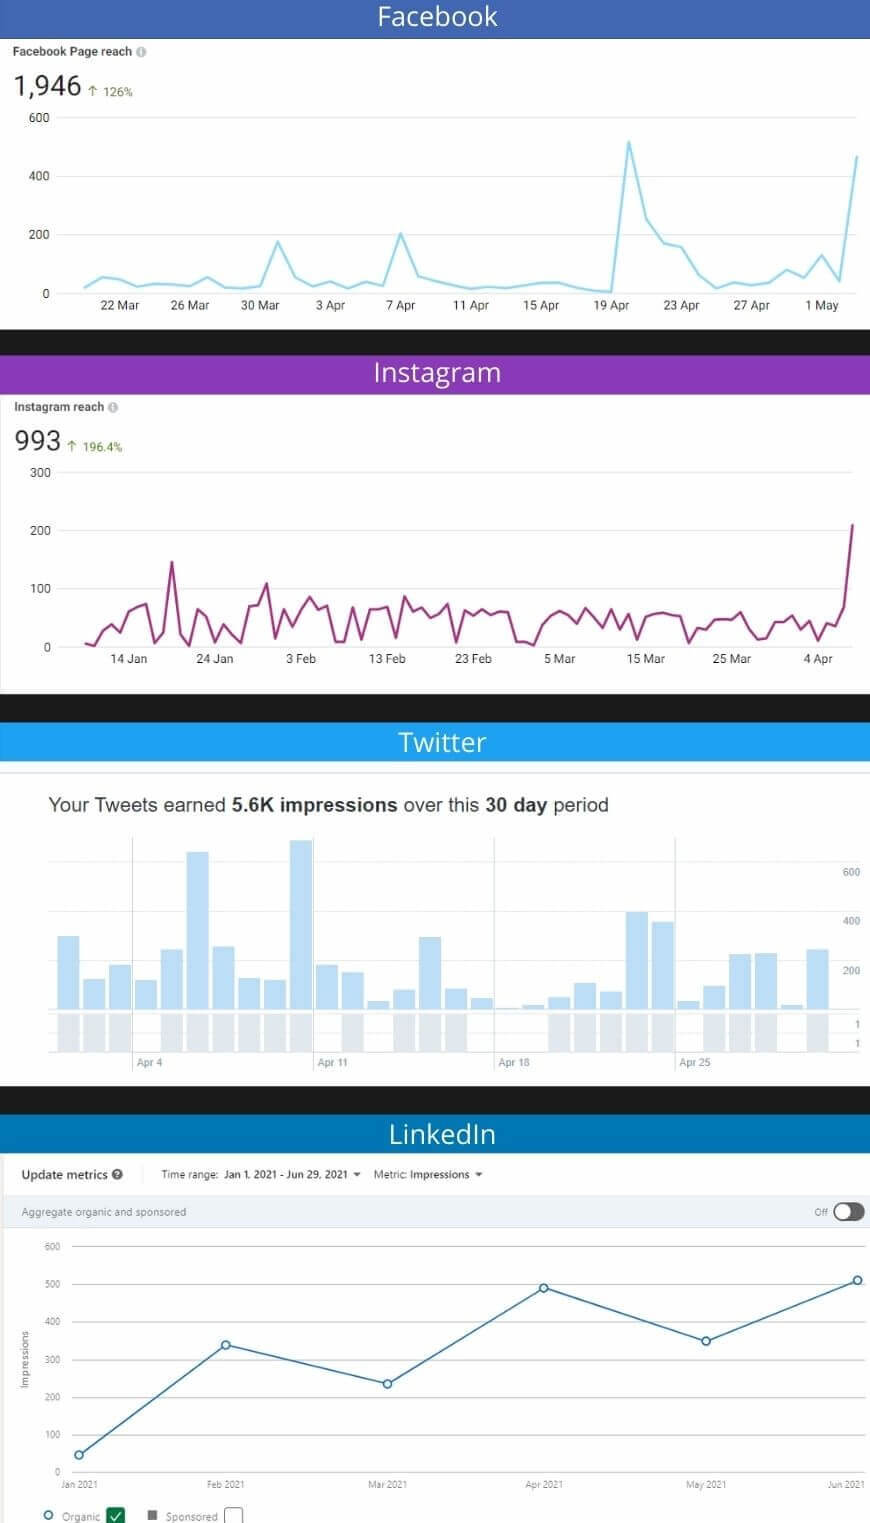 Facebook
Facebook Page reach
1,946 ↑ 126%
600
400
200
0
22 Mar 26 Mar 30 Mar 3 Apr 7 Apr 11 Apr 15 Apr 19 Apr 23 Apr 27 Apr 1 May
Instagram
Instagram reach
993 ↑ 196.4%
300
200
100
0
14 Jan 24 Jan 3 Feb 13 Feb 23 Feb 5 Mar 15 Mar 25 Mar 4 Apr
Twitter
Your Tweets earned 5.6K impressions over this 30 day period
600
400
200
1
1
Apr 4 Apr 11 Apr 18 Apr 25
LinkedIn
Update metrics Time range: Jan 1, 2021 - Jun 29, 2021 Metric: Impressions
Aggregate organic and sponsored Off
600
500
400
300
200
100
0
Impressions
Jan 2021 Feb 2021 Mar 2021 Apr 2021 May 2021 Jun 2021
Organic Sponsored